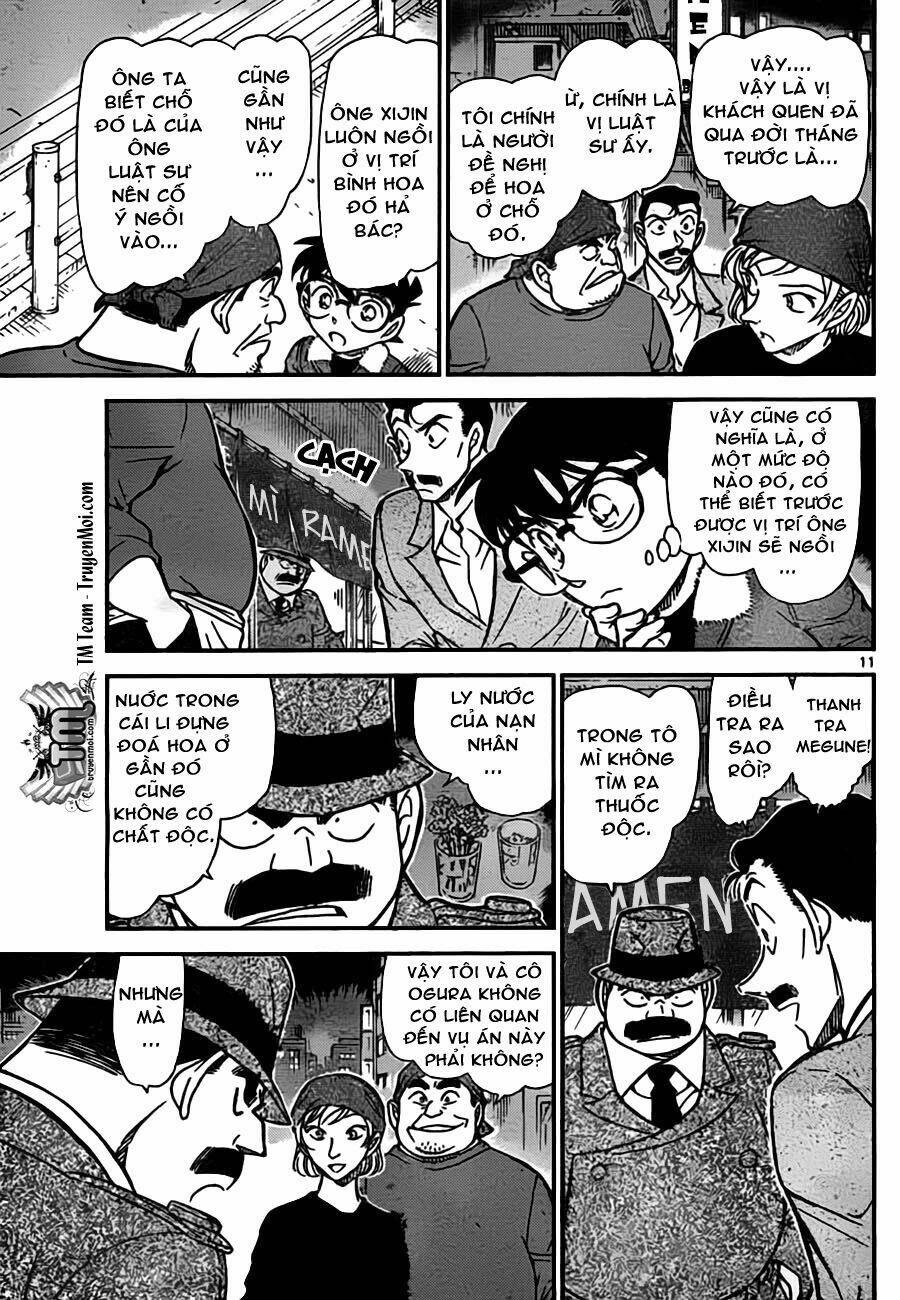 VẬY....
VẬY LÀ VỊ
KHÁCH QUEN ĐÃ
QUA ĐỜI THÁNG
TRƯỚC LÀ...
Ừ, CHÍNH LÀ
VỊ LUẬT
SƯ ẤY.
TÔI CHÍNH
LÀ NGƯỜI
ĐỀ NGHỊ
ĐỂ HOA
Ở CHỖ
ĐÓ.
ÔNG XIJIN
LUÔN NGỒI
Ở VỊ TRÍ
BÌNH HOA
ĐÓ HẢ
BÁC?
CŨNG
GẦN
NHƯ
VẬY
...
ÔNG TA
BIẾT CHỖ
ĐÓ LÀ CỦA
ÔNG
LUẬT SƯ
NÊN CỐ
Ý NGỒI
VÀO...
VẬY CŨNG CÓ
NGHĨA LÀ, Ở
MỘT MỨC ĐỘ
NÀO ĐÓ, CÓ
THỂ BIẾT TRƯỚC
ĐƯỢC VỊ TRÍ ÔNG
XIJIN SẼ NGỒI
...
CẠCH
MÌ RAME
11
THANH
TRA
MEGUNE!
ĐIỀU
TRA RA
SAO
RỒI?
TRONG TÔ
MÌ KHÔNG
TÌM RA
THUỐC
ĐỘC.
AMEN
LY NƯỚC
CỦA NẠN
NHÂN
...
NƯỚC TRONG
CÁI LI ĐỰNG
ĐOÁ HOA Ở
GẦN ĐÓ
CŨNG
KHÔNG CÓ
CHẤT ĐỘC.
VẬY TÔI VÀ CÔ
OGURA KHÔNG
CÓ LIÊN QUAN
ĐẾN VỤ ÁN NÀY
PHẢI KHÔNG?
NHƯNG
MÀ
...
TM Team - TruyenMoi.com
TM
truyenmoi.com